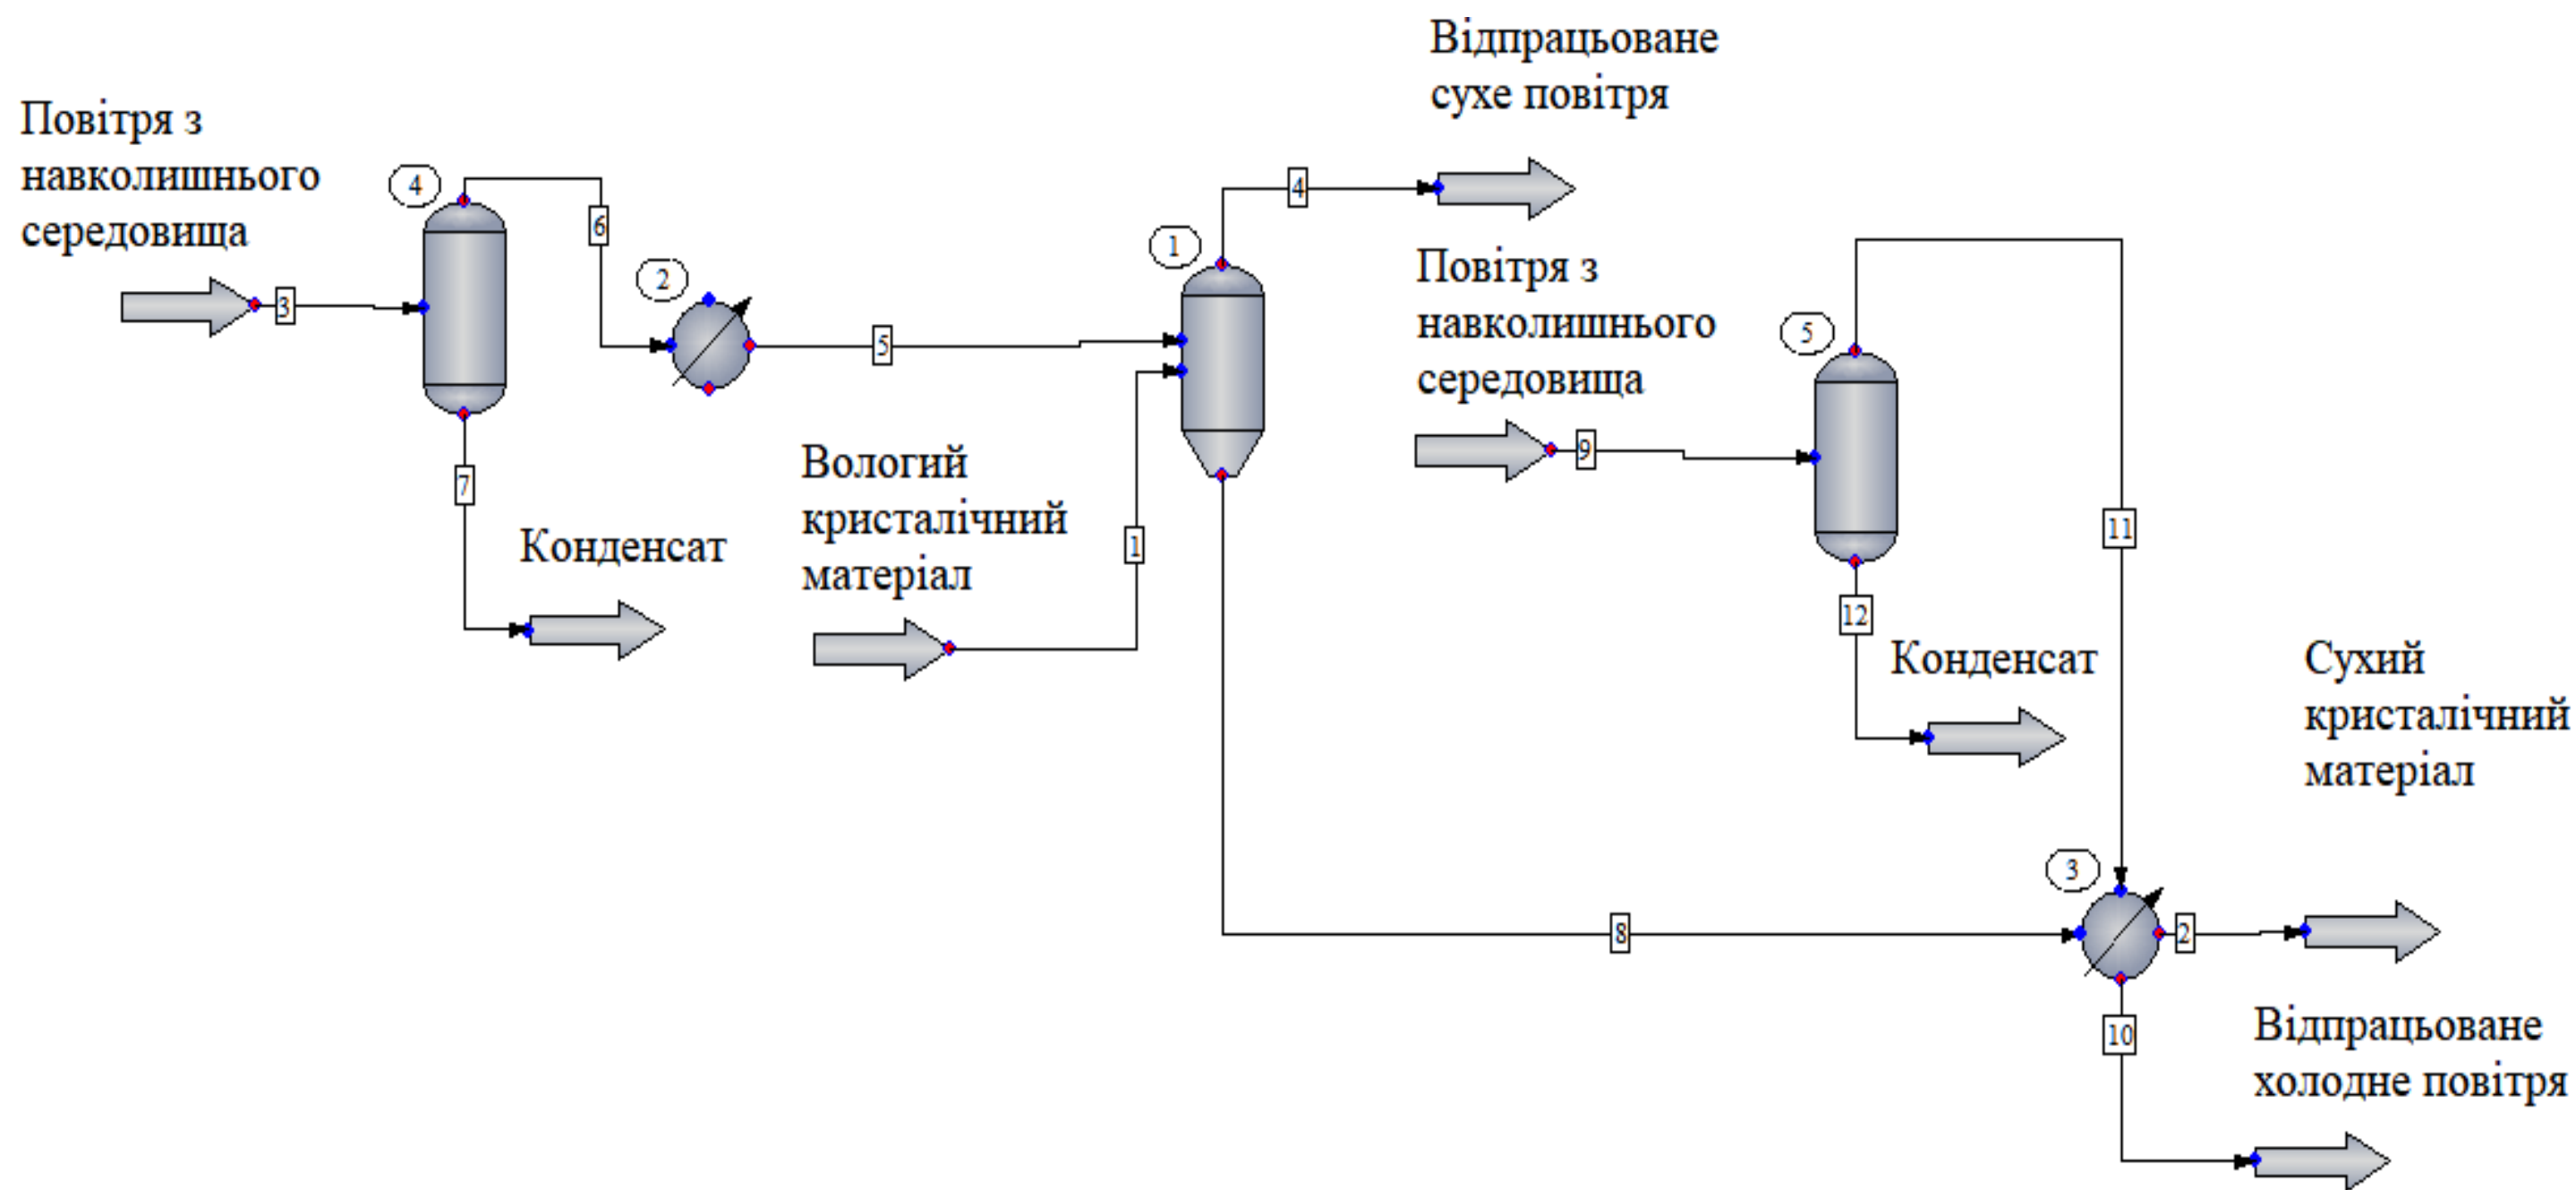 Відпрацьоване
сухе повітря
Повітря з
навколишнього
середовища
4
6
3
2
5
7
Конденсат
1
4
Вологий
кристалічний
матеріал
1
Повітря з
навколишнього
середовища
5
9
11
12
Конденсат
Сухий
кристалічний
матеріал
8
3
2
10
Відпрацьоване
холодне повітря